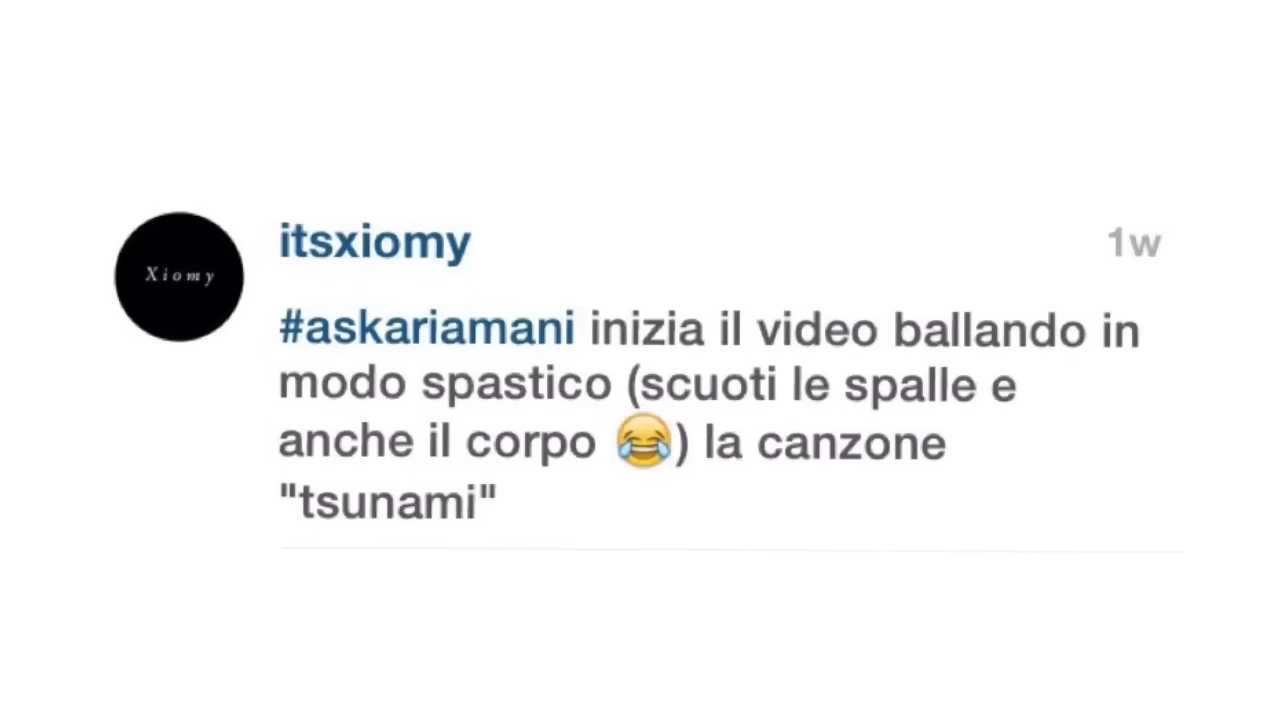 Xiomy
itsxiomy
1w
#askariamani inizia il video ballando in
modo spastico (scuoti le spalle e
anche il corpo 😂) la canzone
"tsunami"